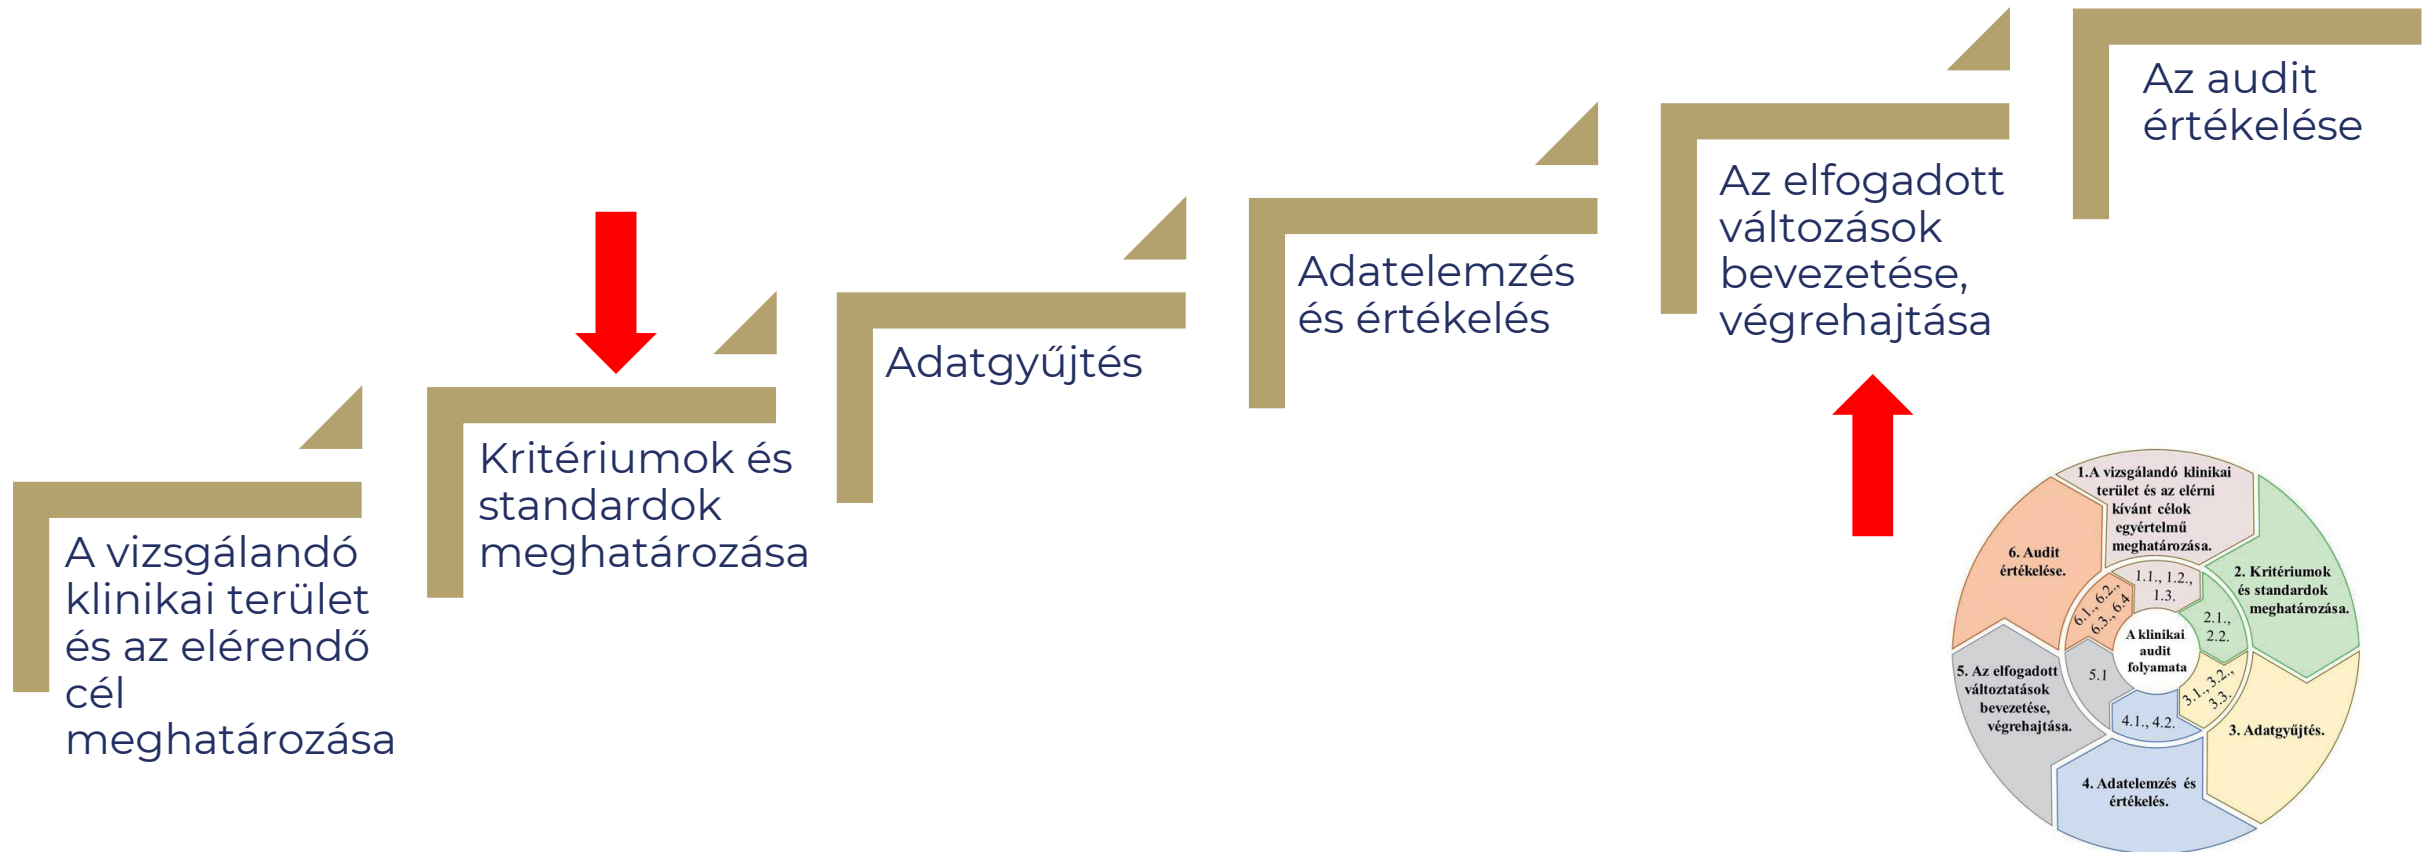 A vizsgálandó
klinikai terület
és az elérendő
cél
meghatározása
Kritériumok és
standardok
meghatározása
Adatgyűjtés
Adatelemzés
és értékelés
Az elfogadott
változások
bevezetése,
végrehajtása
Az audit
értékelése
1.A vizsgálandó klinikai
terület és az elérni
kívánt célok
egyértelmű
meghatározása.
2. Kritériumok
és standardok
meghatározása.
3. Adatgyűjtés.
4. Adatelemzés és
értékelés.
5. Az elfogadott
változtatások
bevezetése,
végrehajtása.
6. Audit
értékelése.
1.1., 1.2.,
1.3.
2.1.,
2.2.
3.1., 3.2.,
3.3.
4.1., 4.2.
5.1
6.1., 6.2.,
6.3., 6.4
A klinikai
audit
folyamata